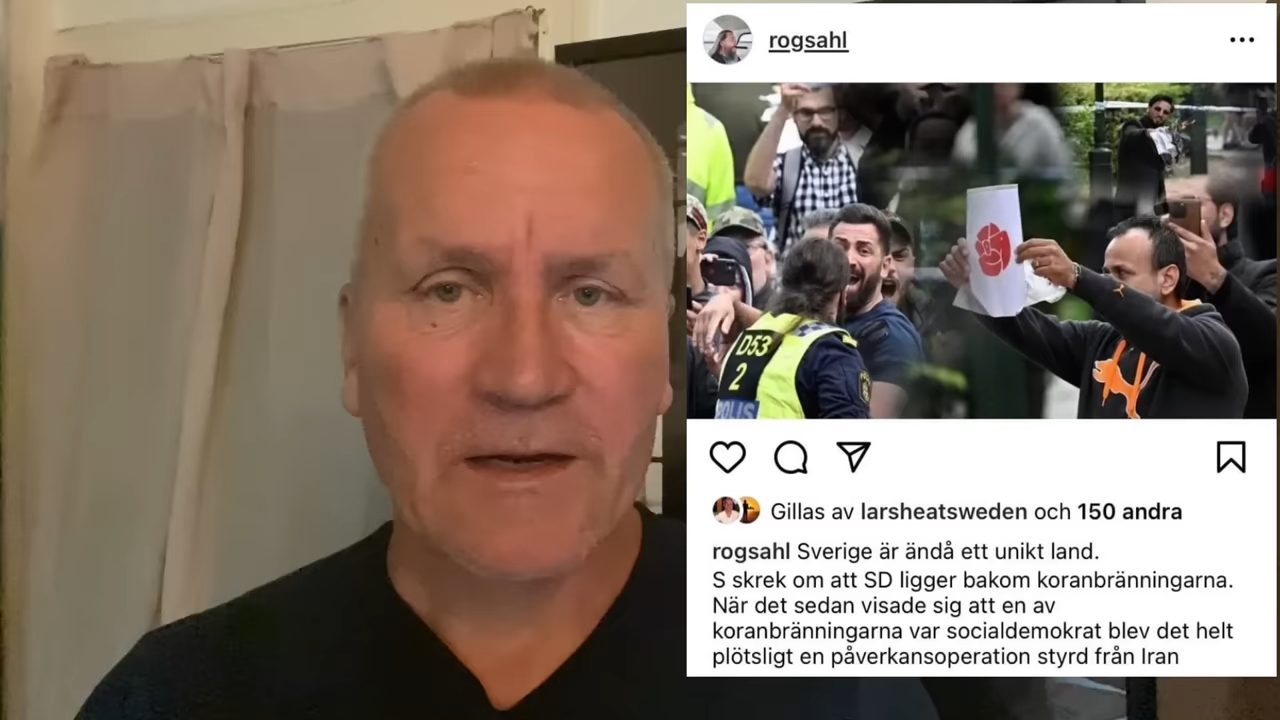 rogsahl
D53
2
POLIS
Gillas av larsheatsweden och 150 andra
rogsahl Sverige är ändå ett unikt land.
S skrek om att SD ligger bakom koranbränningarna.
När det sedan visade sig att en av
koranbränningarna var socialdemokrat blev det helt
plötsligt en påverkansoperation styrd från Iran